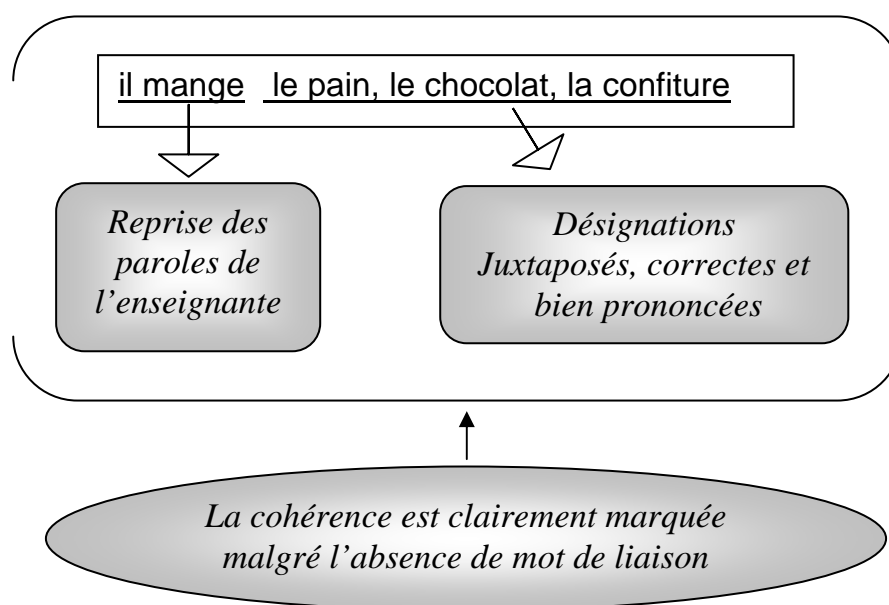 il mange le pain, le chocolat, la confiture
Reprise des
paroles de
l’enseignante
Désignations
Juxtaposés, correctes et
bien prononcées
La cohérence est clairement marquée
malgré l’absence de mot de liaison